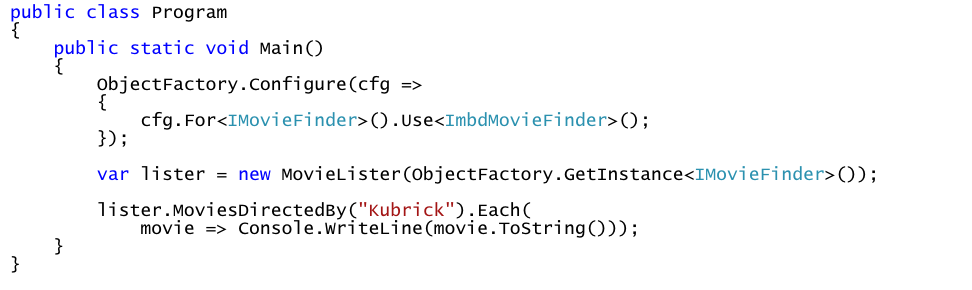 public class Program
{
    public static void Main()
    {
        ObjectFactory.Configure(cfg =>
        {
            cfg.For<IMovieFinder>().Use<ImbdMovieFinder>();
        });

        var lister = new MovieLister(ObjectFactory.GetInstance<IMovieFinder>());

        lister.MoviesDirectedBy("Kubrick").Each(
            movie => Console.WriteLine(movie.ToString()));
    }
}